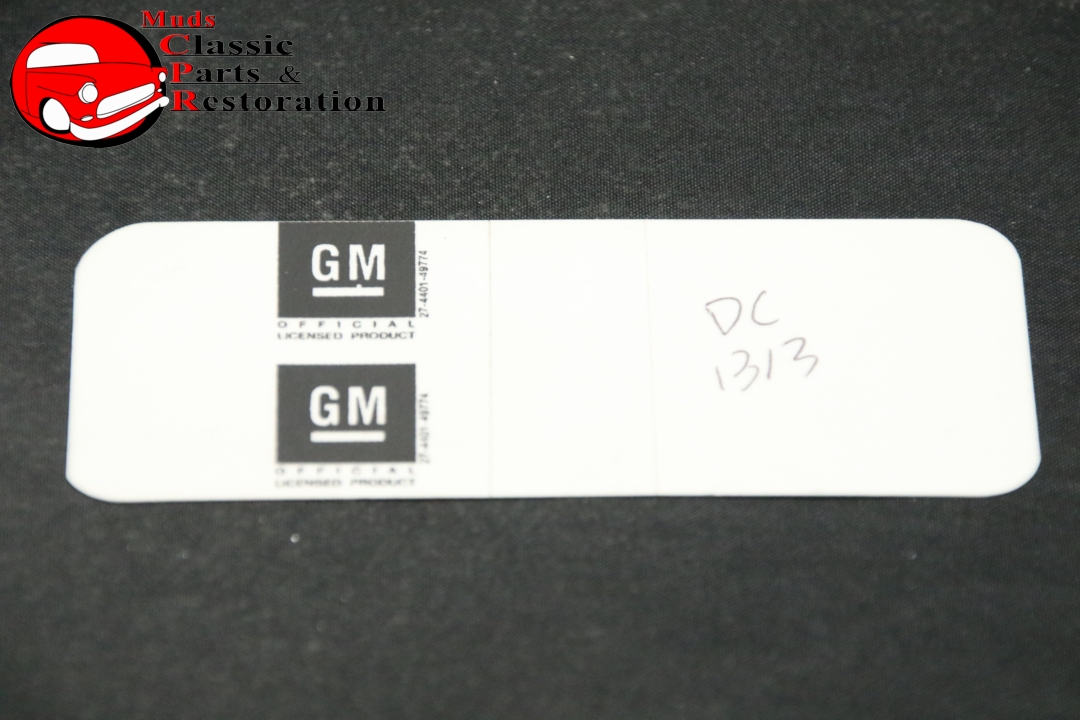 Muds
Classic
Parts &
Restoration
GM
OFFICIAL
LICENSED PRODUCT
27-4401-49774
GM
OFFICIAL
LICENSED PRODUCT
27-4401-49774
DC
1313